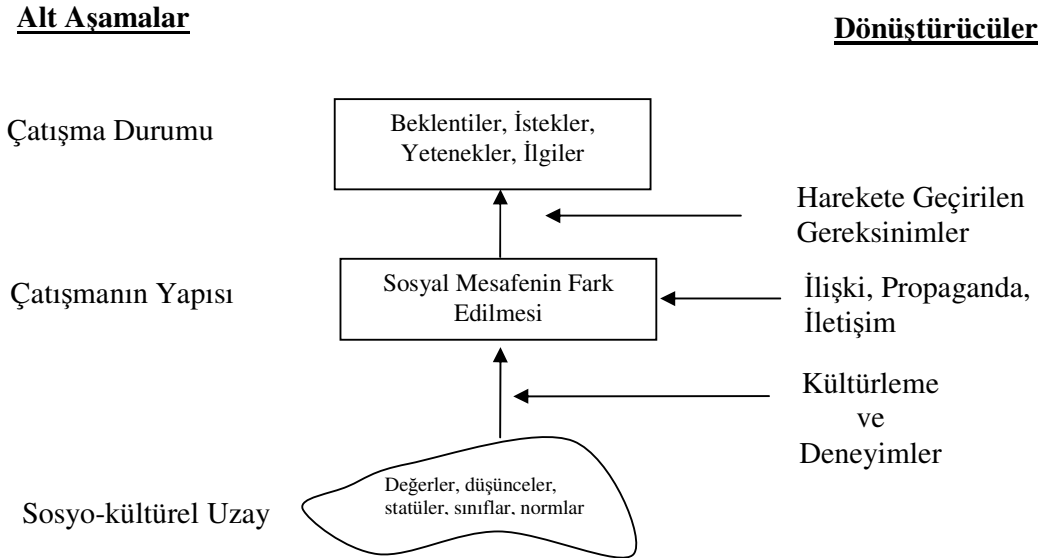 Alt Aşamalar
Dönüştürücüler
Çatışma Durumu
Beklentiler, İstekler,
Yetenekler, İlgiler
Harekete Geçirilen
Gereksinimler
Çatışmanın Yapısı
Sosyal Mesafenin Fark
Edilmesi
İlişki, Propaganda,
İletişim
Kültürleme
ve
Deneyimler
Sosyo-kültürel Uzay
Değerler, düşünceler,
statüler, sınıflar, normlar